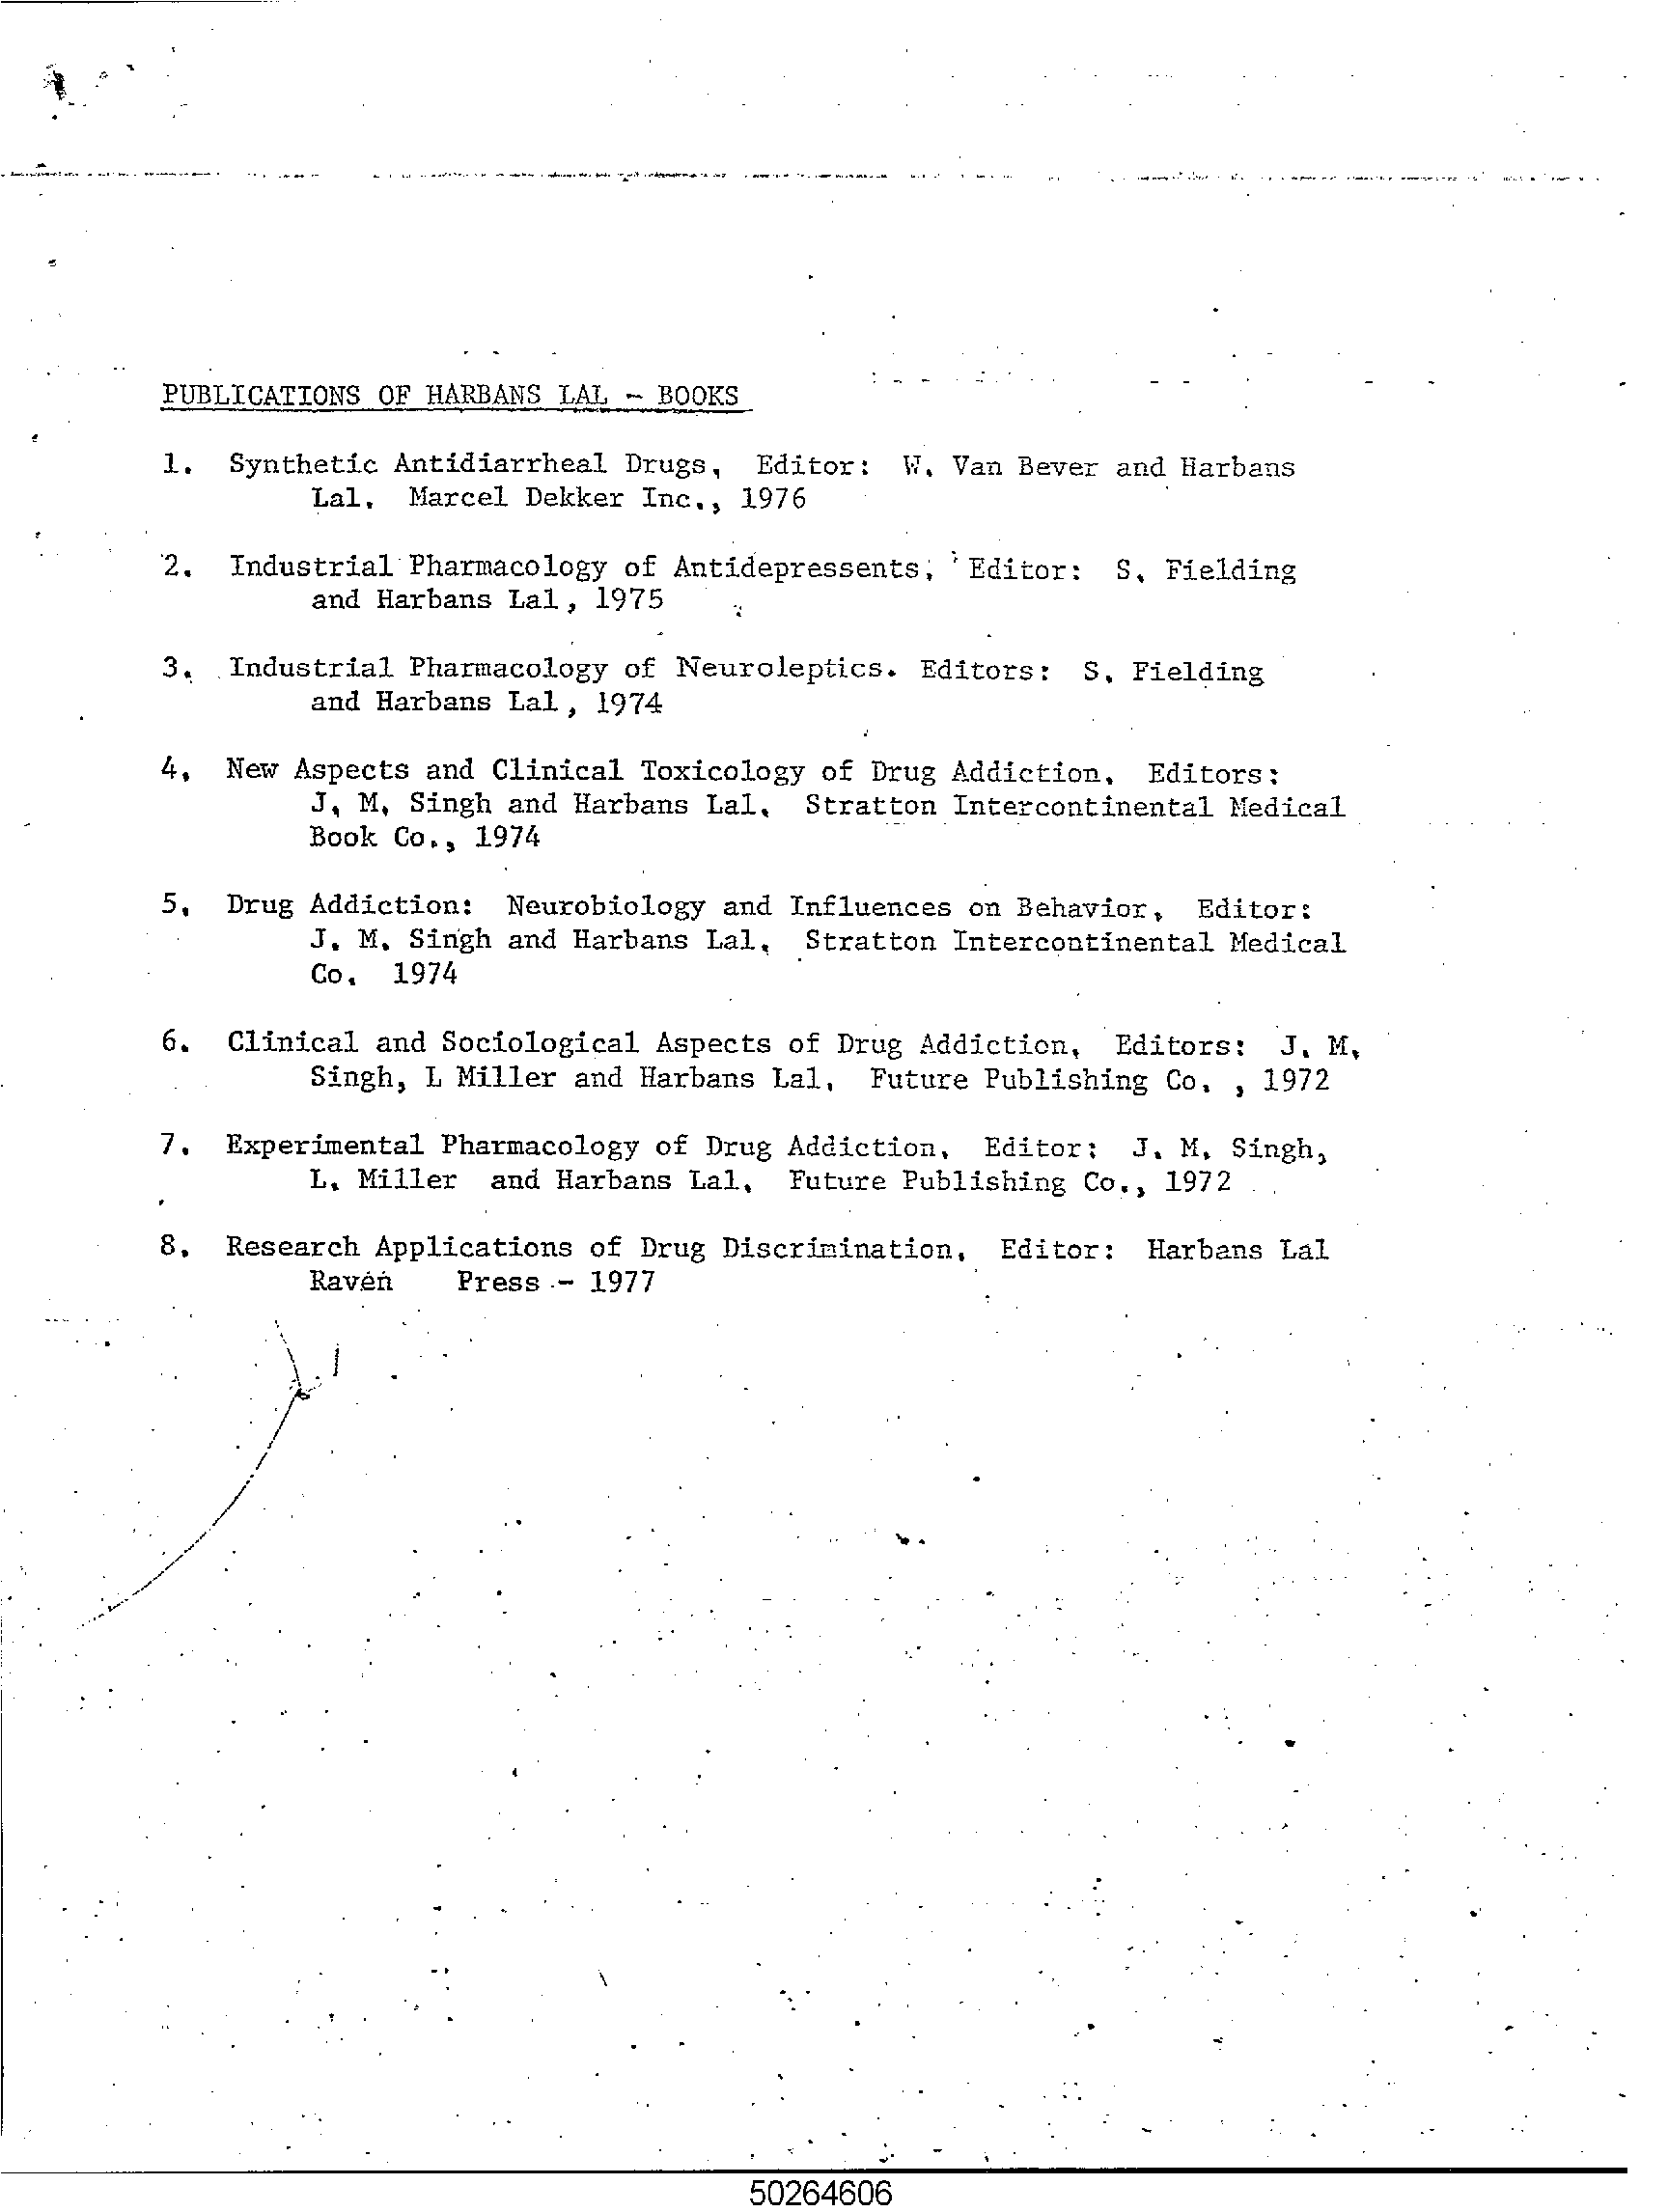 PUBLICATIONS OF HARBANS LAL - BOOKS
1. Synthetic Antidiarrheal Drugs, Editor: W. Van Bever and Harbans
Lal. Marcel Dekker Inc., 1976
2. Industrial Pharmacology of Antidepressents, Editor: S. Fielding
and Harbans Lal, 1975
3. Industrial Pharmacology of Neuroleptics. Editors: S. Fielding
and Harbans Lal, 1974
4. New Aspects and Clinical Toxicology of Drug Addiction. Editors:
J. M. Singh and Harbans Lal. Stratton Intercontinental Medical
Book Co., 1974
5. Drug Addiction: Neurobiology and Influences on Behavior. Editor:
J. M. Singh and Harbans Lal. Stratton Intercontinental Medical
Co. 1974
6. Clinical and Sociological Aspects of Drug Addiction. Editors: J. M.
Singh, L Miller and Harbans Lal. Future Publishing Co. , 1972
7. Experimental Pharmacology of Drug Addiction. Editor: J. M. Singh,
L. Miller and Harbans Lal. Future Publishing Co., 1972
8. Research Applications of Drug Discrimination. Editor: Harbans Lal
Raven Press - 1977
50264606